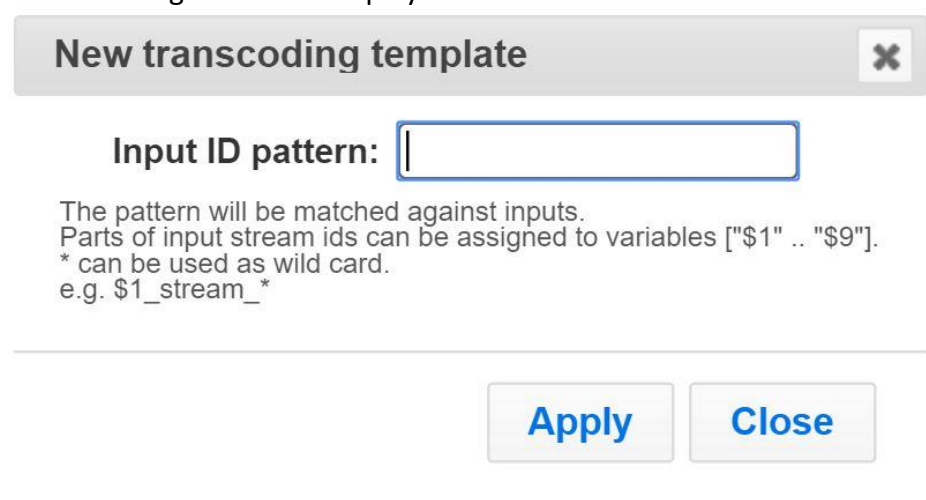 New transcoding template
Input ID pattern:
The pattern will be matched against inputs.
Parts of input stream ids can be assigned to variables ["$1" .. "$9"].
* can be used as wild card.
e.g. $1_stream_*
Apply Close